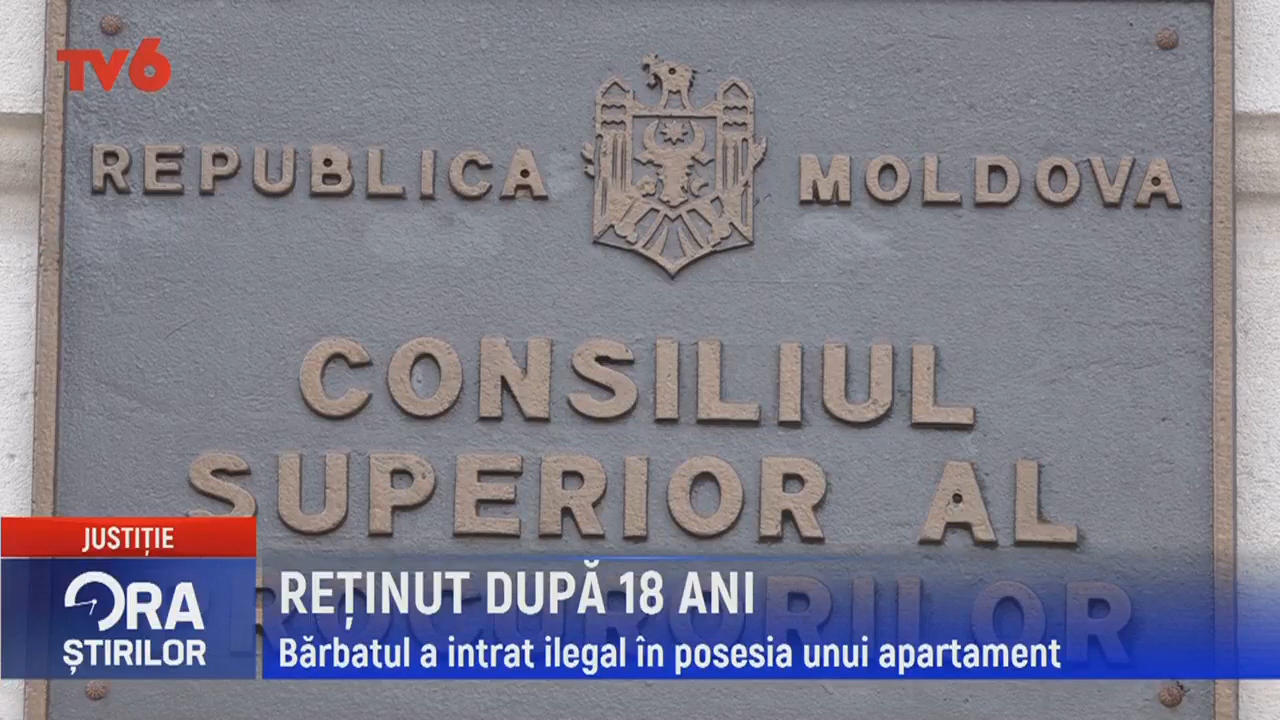 TV6
REPUBLICA MOLDOVA
CONSILIUL
SUPERIOR AL
PROCURORILOR
JUSTIȚIE
ORA
ȘTIRILOR
REȚINUT DUPĂ 18 ANI
Bărbatul a intrat ilegal în posesia unui apartament